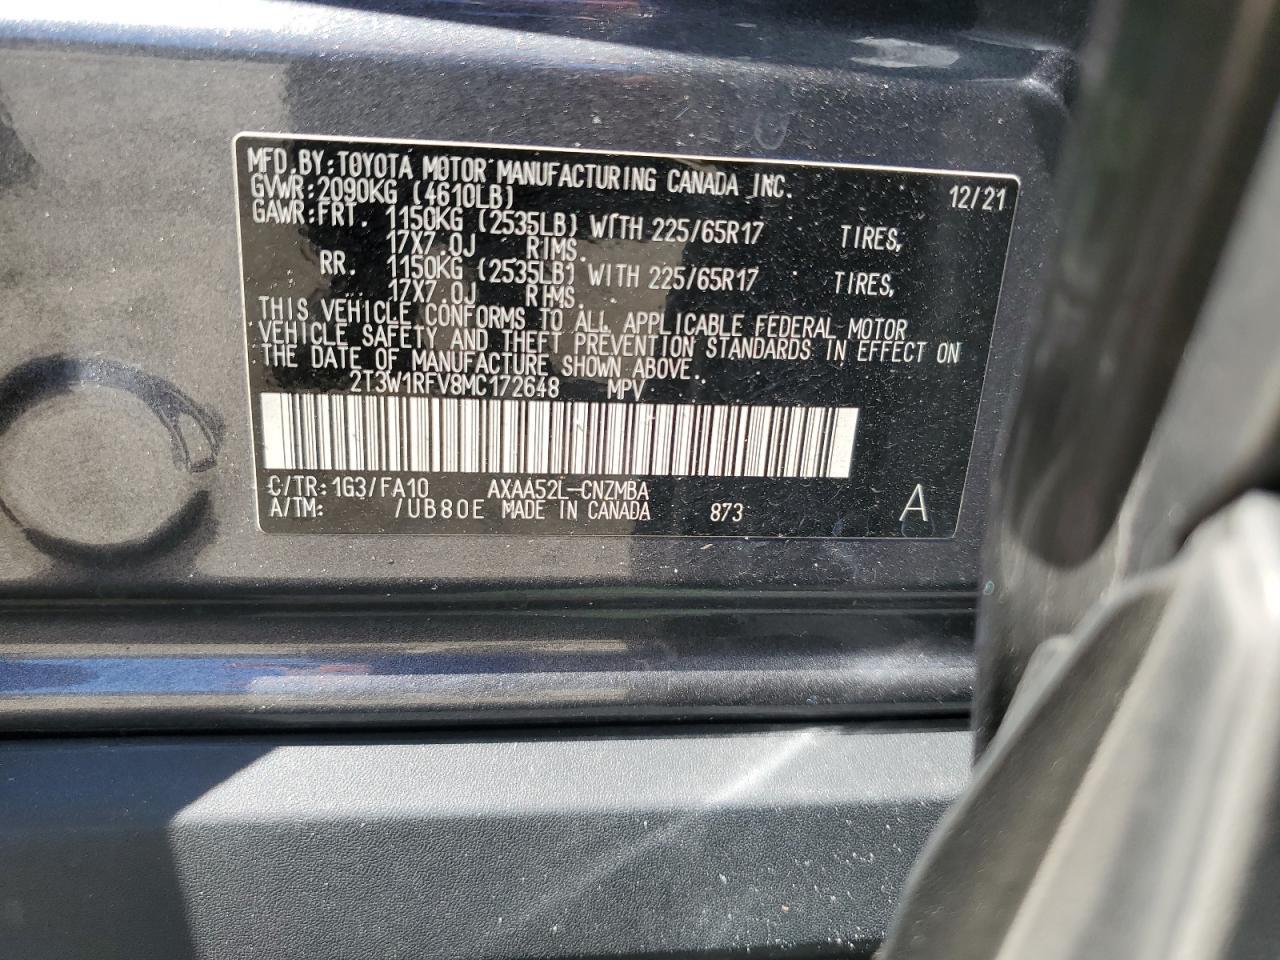 MFD.BY:TOYOTA MOTOR MANUFACTURING CANADA INC. 12/21
GVWR:2090KG (4610LB)
GAWR:FRT. 1150KG (2535LB) WITH 225/65R17 TIRES,
17X7.0J RIMS.
RR. 1150KG (2535LB) WITH 225/65R17 TIRES,
17X7.0J RIMS.
THIS VEHICLE CONFORMS TO ALL APPLICABLE FEDERAL MOTOR
VEHICLE SAFETY AND THEFT PREVENTION STANDARDS IN EFFECT ON
THE DATE OF MANUFACTURE SHOWN ABOVE.
2T3W1RFV8MC172648 MPV
C/TR:1G3/FA10 AXAA52L-CNZMBA
A/TM: /UB80E MADE IN CANADA 873 A